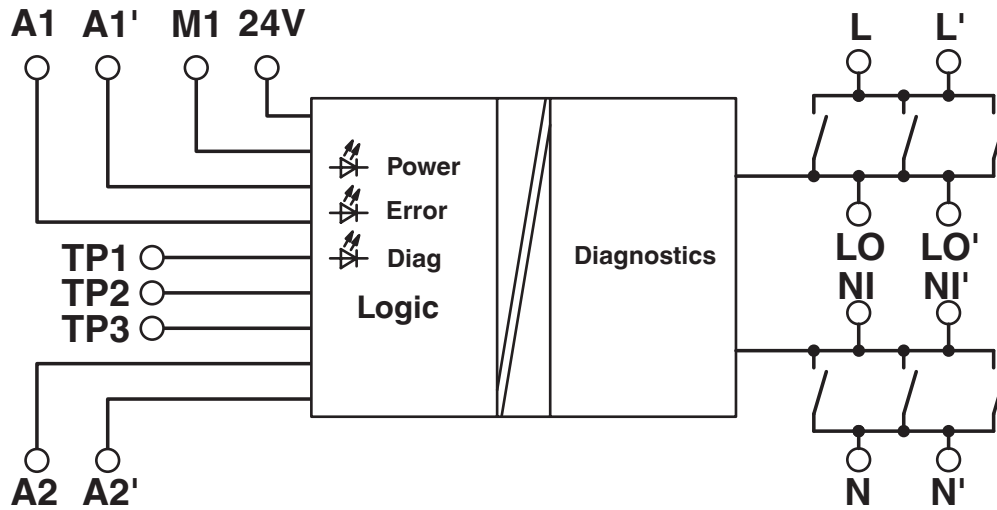 A1 A1' M1 24V
L L'
Power
Error
Diag
Logic
Diagnostics
TP1
TP2
TP3
LO LO'
NI NI'
A2 A2'
N N'